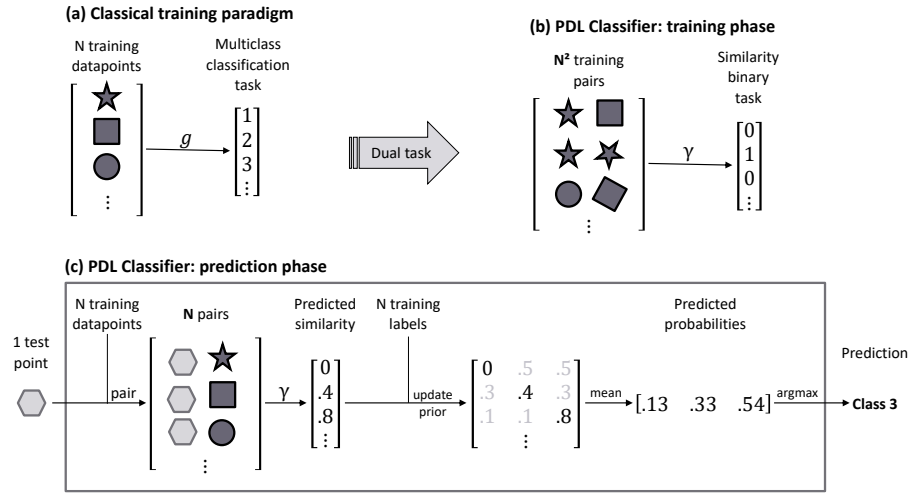 (a) Classical training paradigm
N training
datapoints
Multiclass
classification
task
⋮
g
1
2
3
⋮
Dual task
(b) PDL Classifier: training phase
N² training
pairs
Similarity
binary
task
⋮
γ
0
1
0
⋮
(c) PDL Classifier: prediction phase
1 test
point
N training
datapoints
pair
N pairs
⋮
γ
Predicted
similarity
0
.4
.8
⋮
N training
labels
update
prior
0 .5 .5
.3 .4 .3
.1 .1 .8
⋮
mean
Predicted
probabilities
[.13 .33 .54]
argmax
Prediction
Class 3